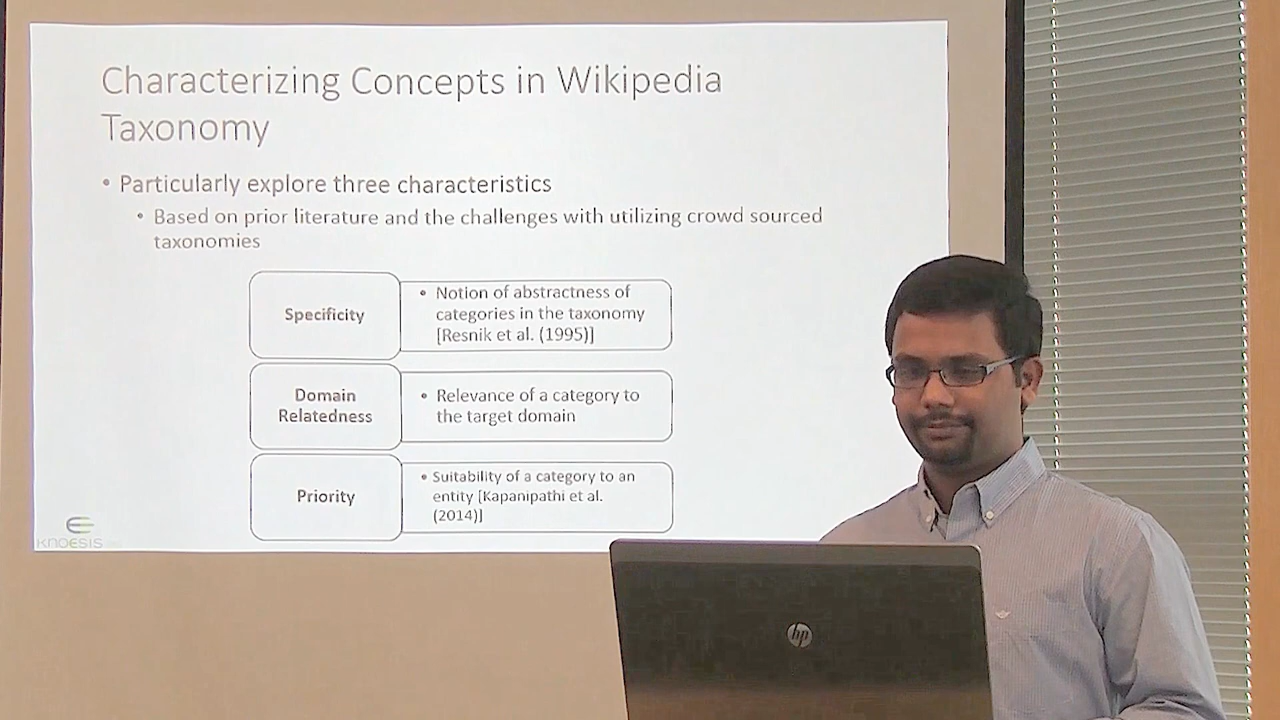 Characterizing Concepts in Wikipedia
Taxonomy
• Particularly explore three characteristics
• Based on prior literature and the challenges with utilizing crowd sourced
taxonomies
Specificity
• Notion of abstractness of
categories in the taxonomy
[Resnik et al. (1995)]
Domain
Relatedness
• Relevance of a category to
the target domain
Priority
• Suitability of a category to an
entity [Kapanipathi et al.
(2014)]
KNOESIS
hp